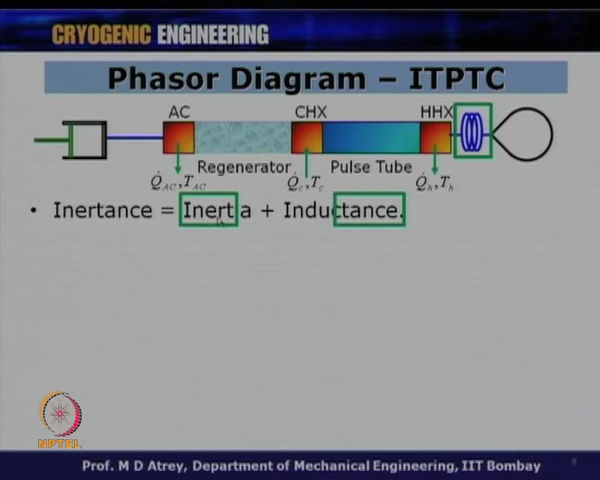 CRYOGENIC ENGINEERING
Phasor Diagram – ITPTC
AC CHX HHX
Regenerator Pulse Tube
Q̇AC,TAC Q̇c,Tc Q̇h,Th
• Inertance = Inertia + Inductance.
NPTEL
Prof. M D Atrey, Department of Mechanical Engineering, IIT Bombay
8